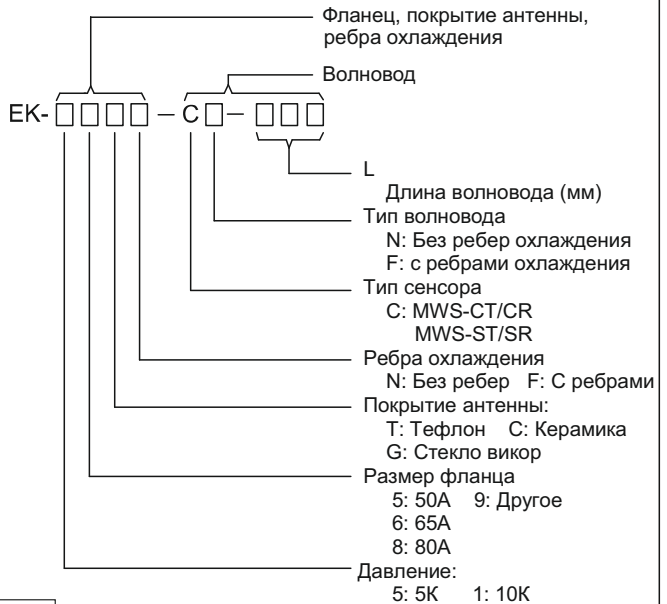 Фланец, покрытие антенны,
ребра охлаждения
Волновод
EK-□□□□－C□－□□□
L
Длина волновода (мм)
Тип волновода
N: Без ребер охлаждения
F: с ребрами охлаждения
Тип сенсора
C: MWS-CT/CR
MWS-ST/SR
Ребра охлаждения
N: Без ребер F: С ребрами
Покрытие антенны:
T: Тефлон C: Керамика
G: Стекло викор
Размер фланца
5: 50A 9: Другое
6: 65A
8: 80A
Давление:
5: 5К 1: 10К